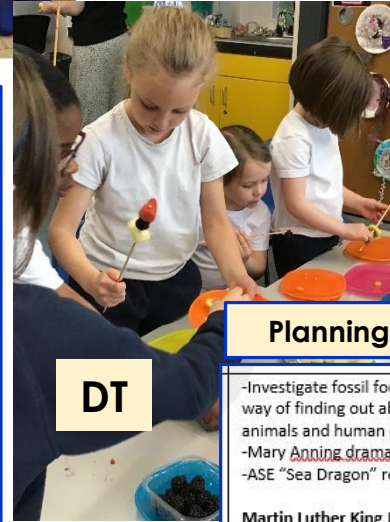 Planning
DT
-Investigate fossil
way of finding out
animals and human
-Mary Anning drama
-ASE "Sea Dragon"
Martin Luther King